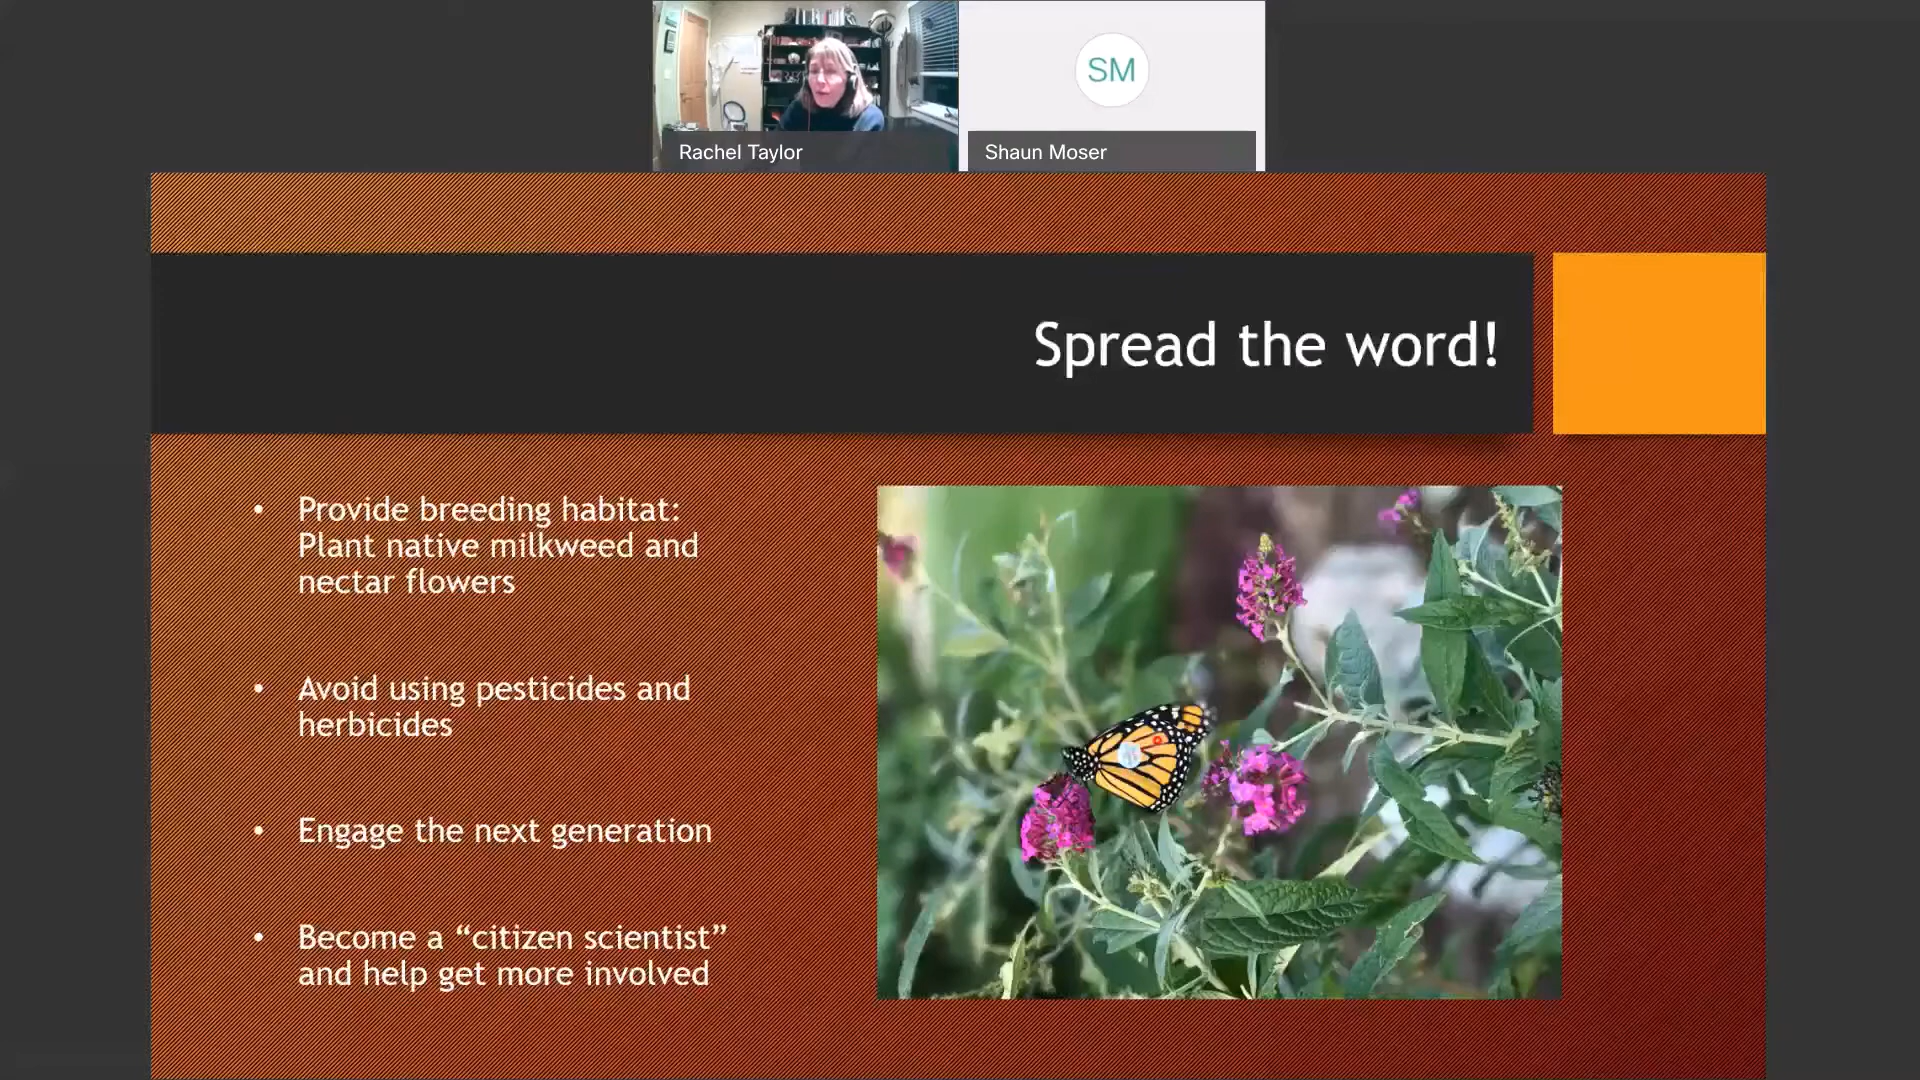 SM
Rachel Taylor
Shaun Moser
Spread the word!
• Provide breeding habitat:
Plant native milkweed and
nectar flowers
• Avoid using pesticides and
herbicides
• Engage the next generation
• Become a “citizen scientist”
and help get more involved